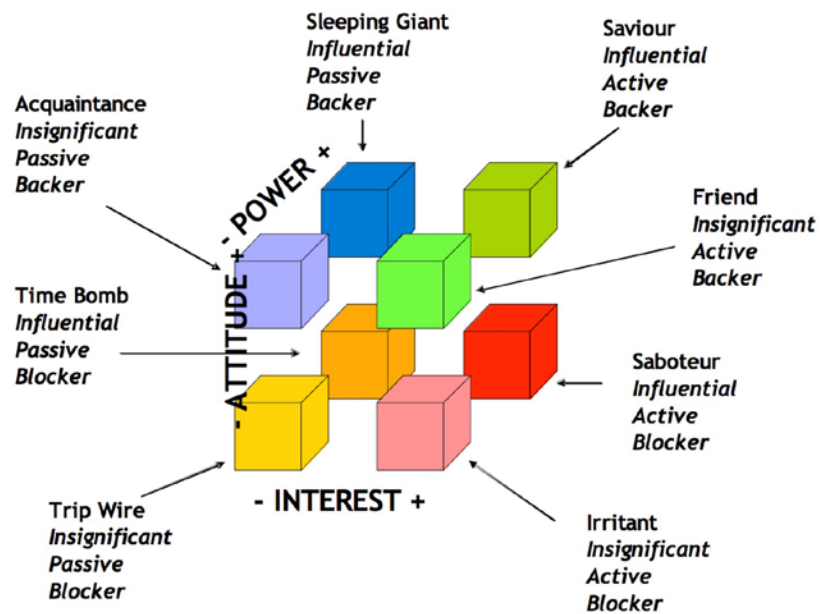 Sleeping Giant
Influential
Passive
Backer
Saviour
Influential
Active
Backer
Acquaintance
Insignificant
Passive
Backer
- POWER +
Friend
Insignificant
Active
Backer
- ATTITUDE +
Time Bomb
Influential
Passive
Blocker
Saboteur
Influential
Active
Blocker
- INTEREST +
Trip Wire
Insignificant
Passive
Blocker
Irritant
Insignificant
Active
Blocker